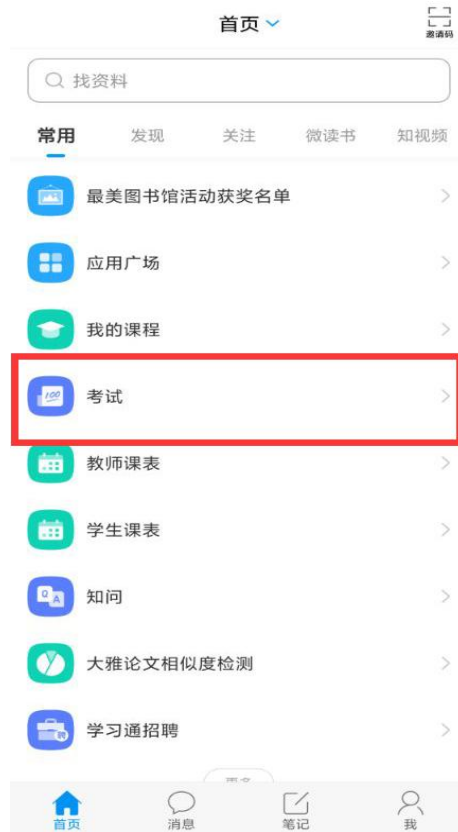 首页
邀请码
找资料
常用 发现 关注 微读书 知视频
最美图书馆活动获奖名单
应用广场
我的课程
100
考试
教师课表
学生课表
Q A
知问
大雅论文相似度检测
学习通招聘
首页 消息 笔记 我